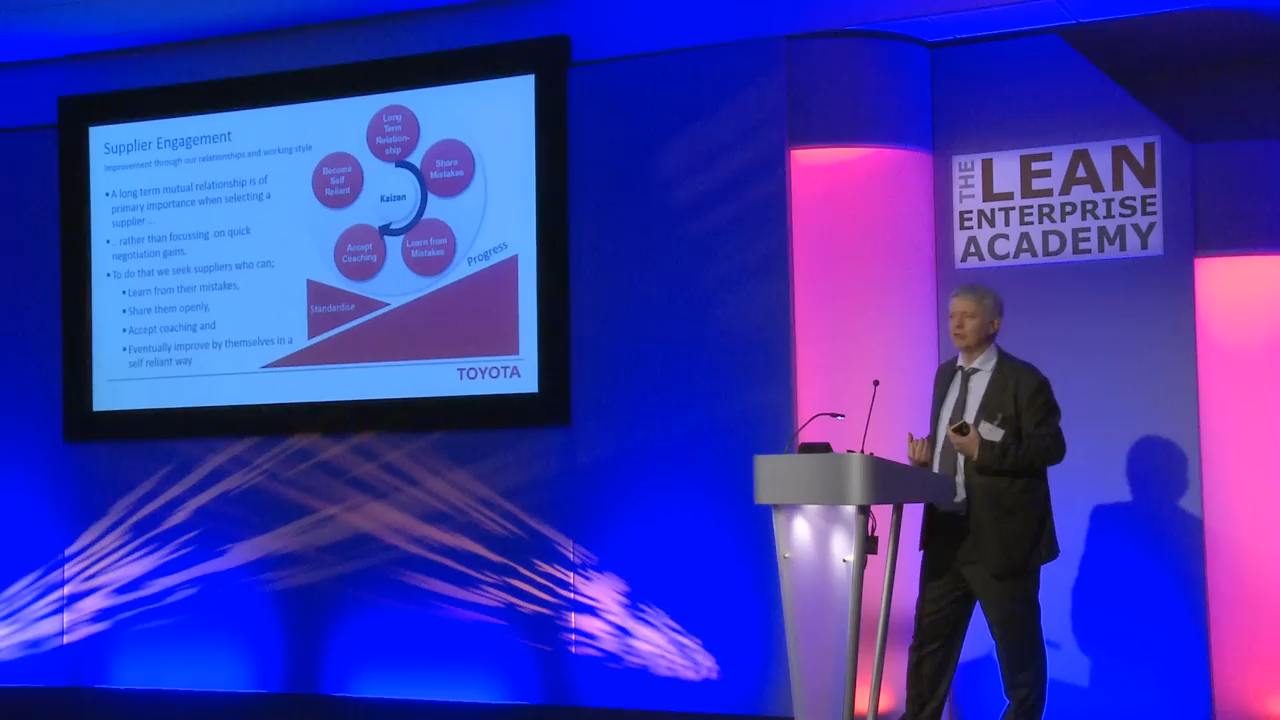 Supplier Engagement
Improvement through our relationships and working style
▪ A long term mutual relationship is of
primary importance when selecting a
supplier ...
▪ .. rather than focussing on quick
negotiation gains.
▪ To do that we seek suppliers who can;
▪ Learn from their mistakes,
▪ Share them openly,
▪ Accept coaching and
▪ Eventually improve by themselves in a
self reliant way
Long
Term
Relation-
ship
Share
Mistakes
Learn from
Mistakes
Accept
Coaching
Become
Self
Reliant
Kaizen
Progress
Standardise
TOYOTA
THE
LEAN
ENTERPRISE
ACADEMY